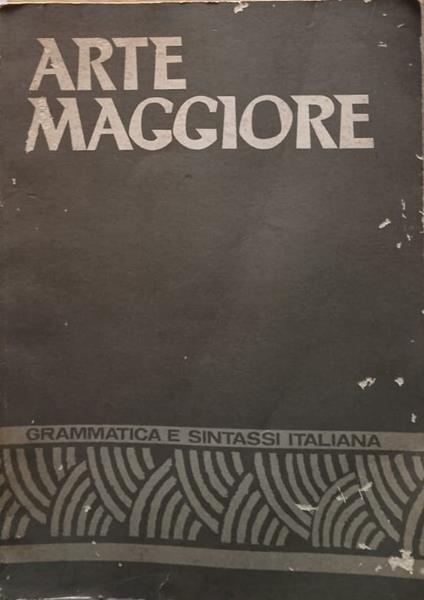 ARTE
MAGGIORE
GRAMMATICA E SINTASSI ITALIANA